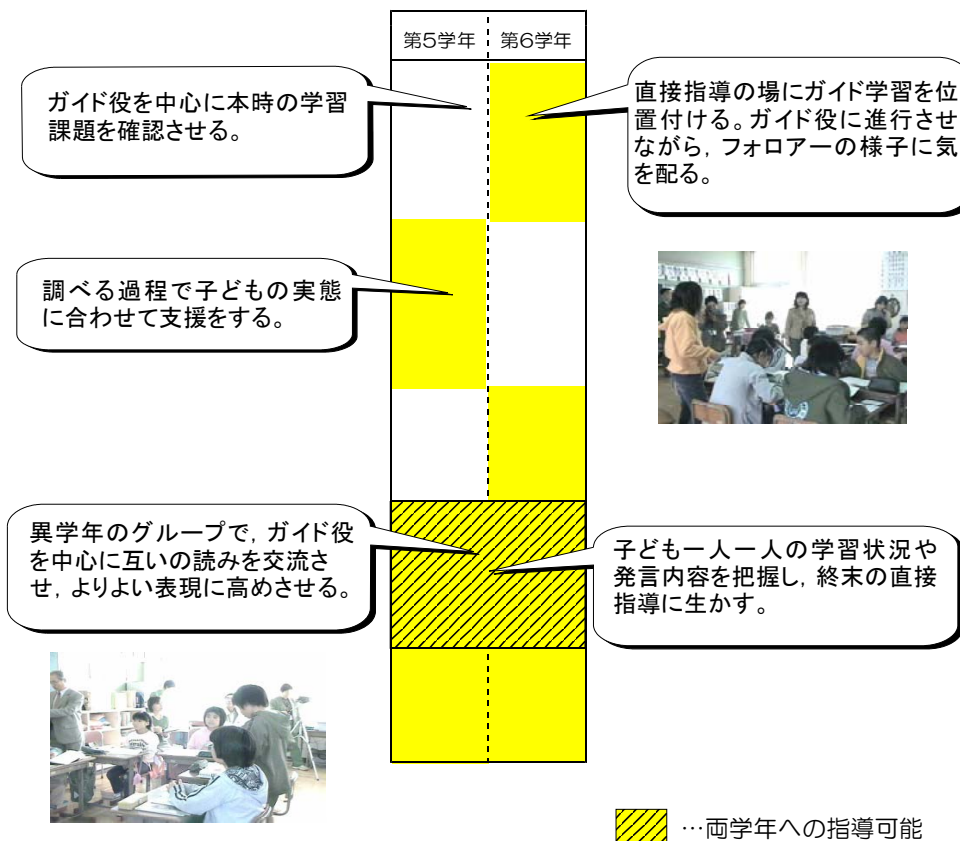 第5学年
第6学年
ガイド役を中心に本時の学習
課題を確認させる。
直接指導の場にガイド学習を位
置付ける。ガイド役に進行させ
ながら，フォロアーの様子に気
を配る。
調べる過程で子どもの実態
に合わせて支援をする。
異学年のグループで，ガイド役
を中心に互いの読みを交流さ
せ，よりよい表現に高めさせる。
子ども一人一人の学習状況や
発言内容を把握し，終末の直接
指導に生かす。
…両学年への指導可能